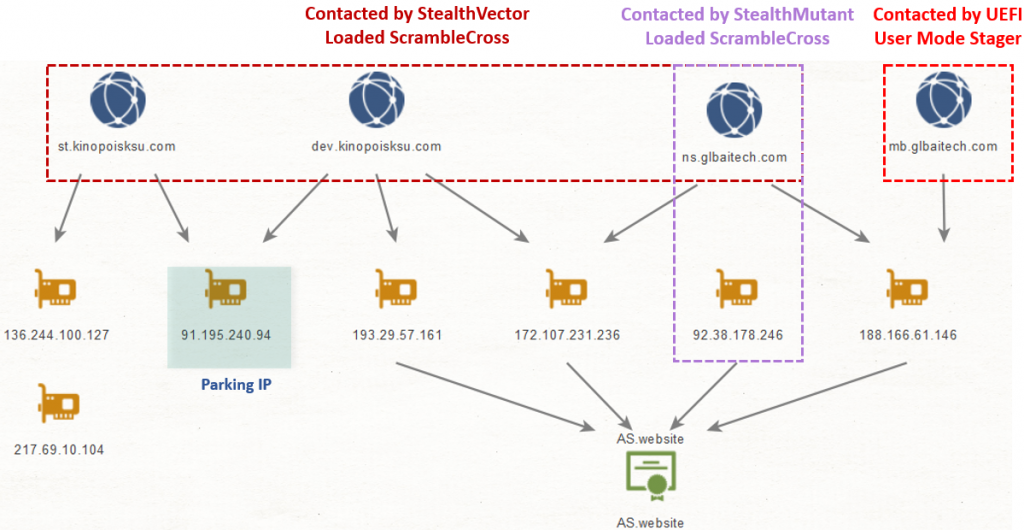 Contacted by StealthVector
Loaded ScrambleCross
Contacted by StealthMutant
Loaded ScrambleCross
Contacted by UEFI
User Mode Stager
st.kinopoisksu.com
dev.kinopoisksu.com
ns.glbaitech.com
mb.glbaitech.com
136.244.100.127
91.195.240.94
193.29.57.161
172.107.231.236
92.38.178.246
188.166.61.146
Parking IP
217.69.10.104
AS.website
AS.website